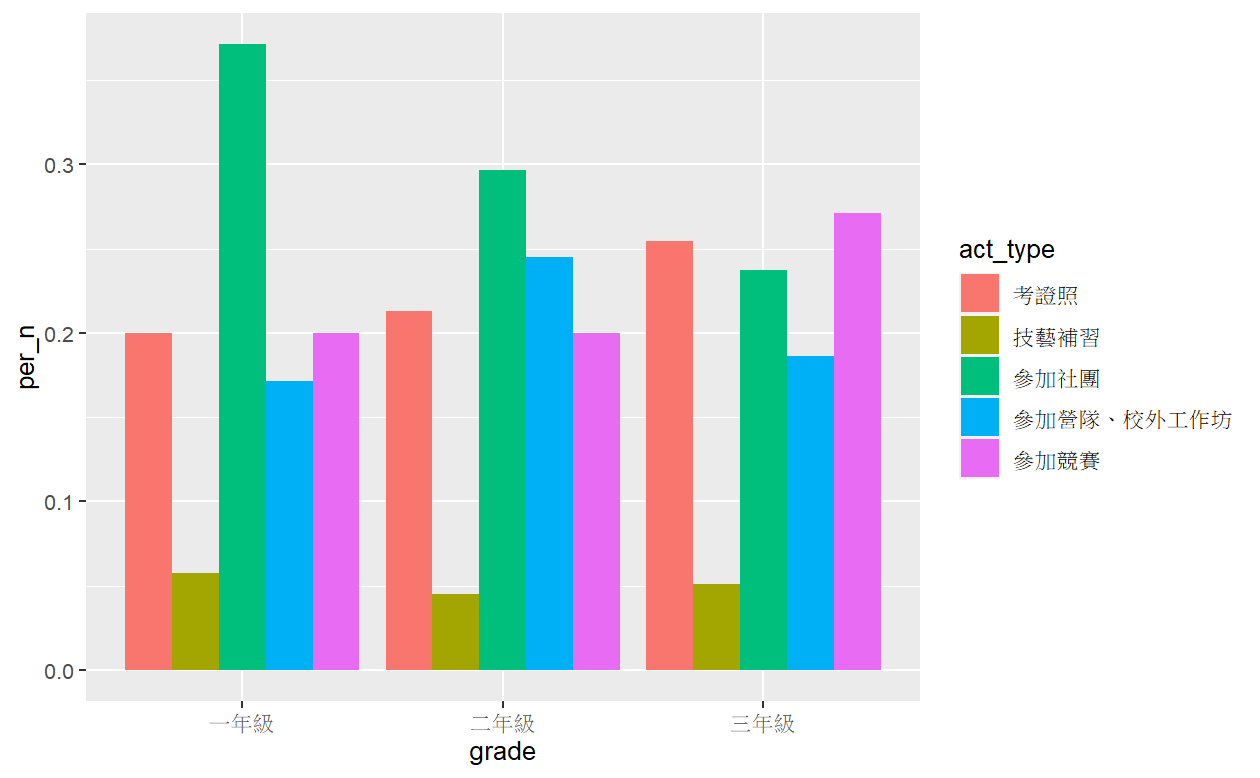 per_n
0.3
0.2
0.1
0.0
一年級
二年級
三年級
grade
act_type
考證照
技藝補習
參加社團
參加營隊、校外工作坊
參加競賽